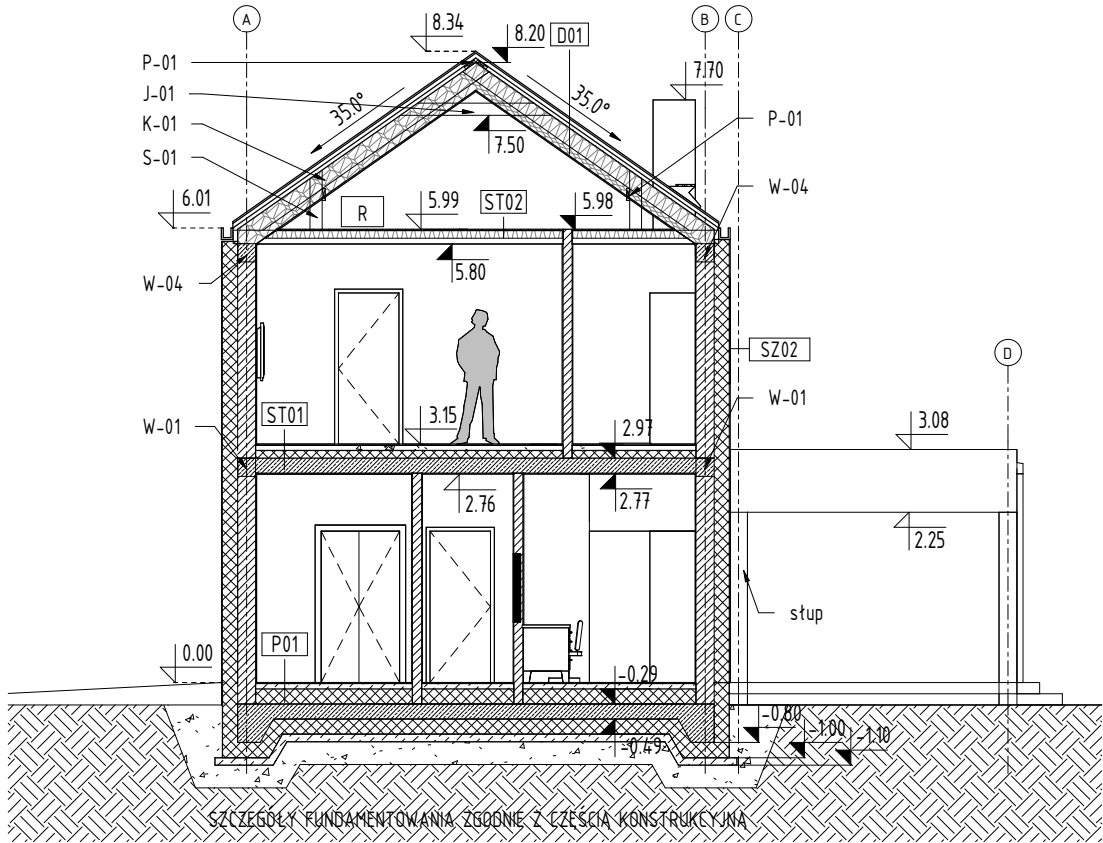 A
B
C
8.34
8.20
D01
P-01
7.70
J-01
35.0°
35.0°
P-01
K-01
7.50
S-01
W-04
6.01
R
5.99
ST02
5.98
W-04
5.80
SZ02
D
ST01
W-01
3.15
2.97
W-01
3.08
2.76
2.77
2.25
słup
0.00
P01
-0.29
-0.80
-0.49
-1.00
-1.10
SZCZEGÓŁY FUNDAMENTOWANIA ZGODNIE Z CZĘŚCIĄ KONSTRUKCYJNĄ